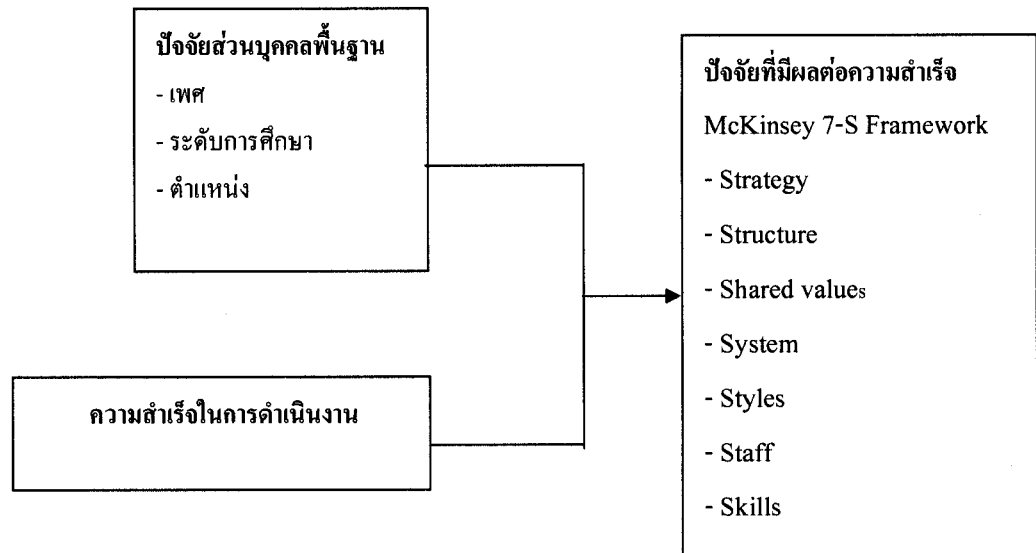 ปัจจัยส่วนบุคคลพื้นฐาน
- เพศ
- ระดับการศึกษา
- ตำแหน่ง
ความสำเร็จในการดำเนินงาน
ปัจจัยที่มีผลต่อความสำเร็จ
McKinsey 7-S Framework
- Strategy
- Structure
- Shared values
- System
- Styles
- Staff
- Skills